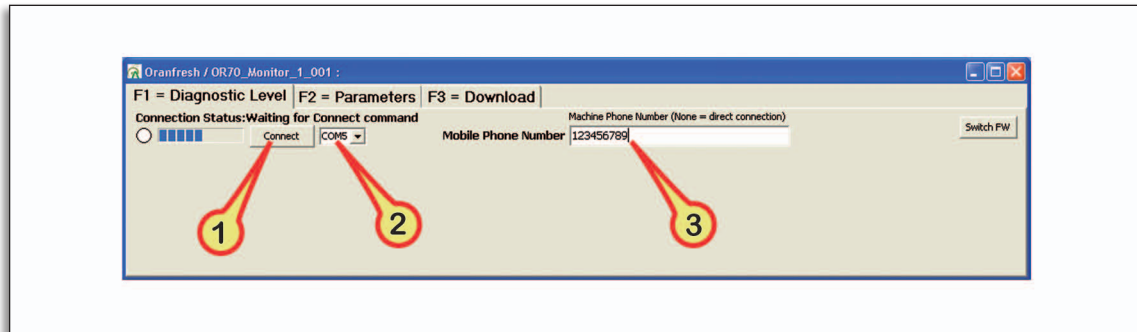 Oranfresh / OR70_Monitor_1_001 :
F1 = Diagnostic Level F2 = Parameters F3 = Download
Connection Status:Waiting for Connect command
Machine Phone Number (None = direct connection)
Connect COM5 Mobile Phone Number 123456789 Switch FW
1 2 3